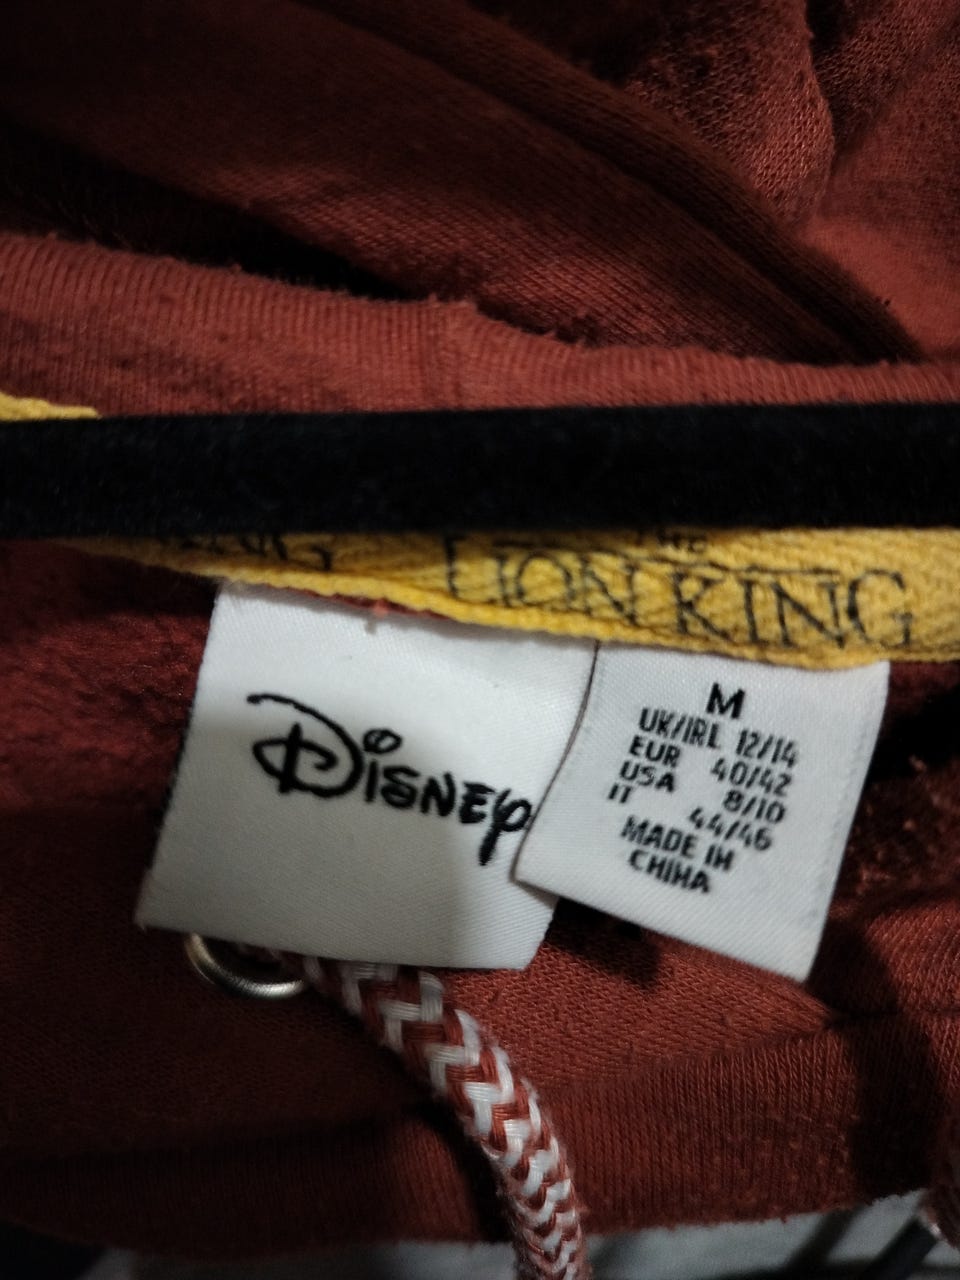 THE
LION KING
DISNEY
M
UK/IRL 12/14
EUR 40/42
USA 8/10
IT 44/46
MADE IN
CHINA